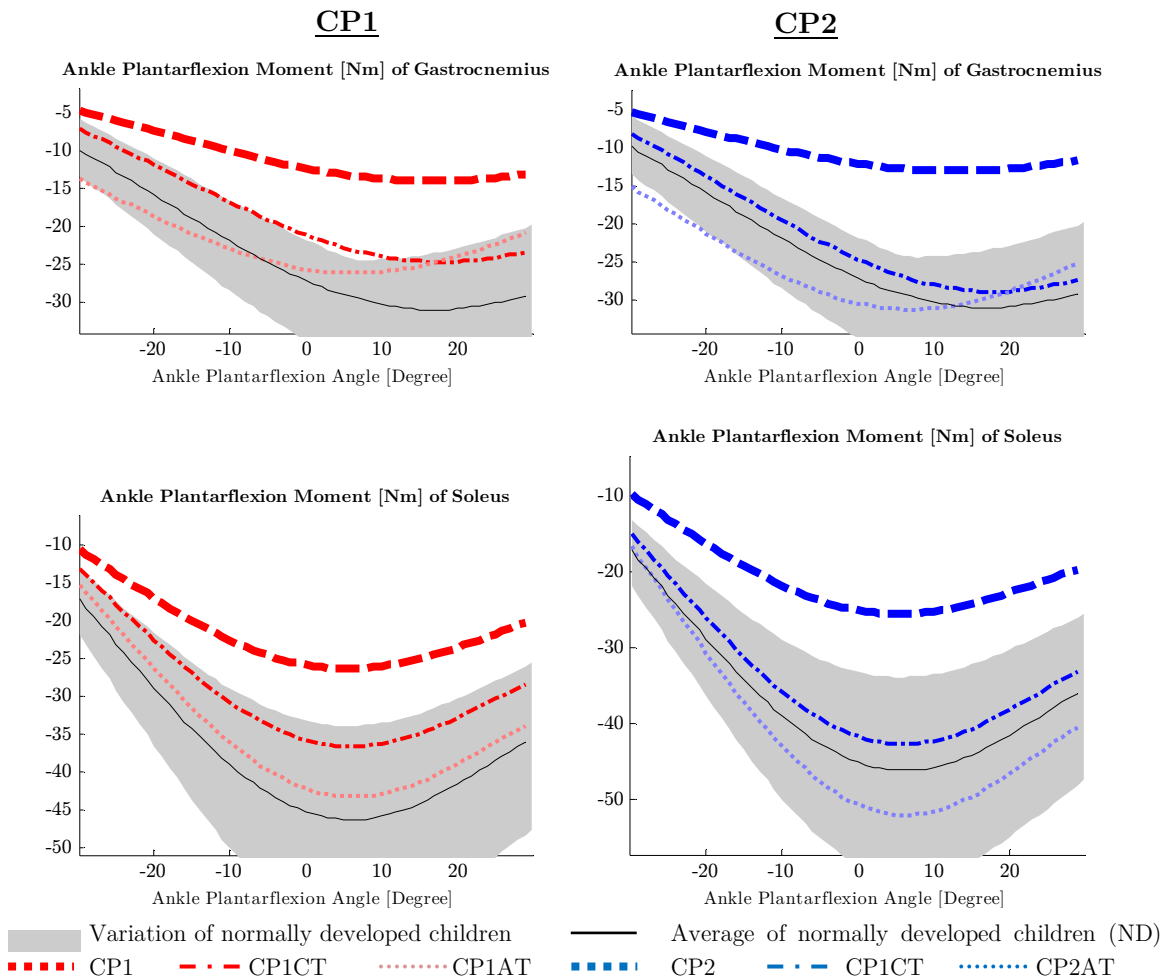 CP1
CP2
Ankle Plantarflexion Moment [Nm] of Gastrocnemius
-5
-10
-15
-20
-25
-30
-20 -10 0 10 20
Ankle Plantarflexion Angle [Degree]
Ankle Plantarflexion Moment [Nm] of Gastrocnemius
-5
-10
-15
-20
-25
-30
-20 -10 0 10 20
Ankle Plantarflexion Angle [Degree]
Ankle Plantarflexion Moment [Nm] of Soleus
-10
-15
-20
-25
-30
-35
-40
-45
-50
-20 -10 0 10 20
Ankle Plantarflexion Angle [Degree]
Ankle Plantarflexion Moment [Nm] of Soleus
-10
-20
-30
-40
-50
-20 -10 0 10 20
Ankle Plantarflexion Angle [Degree]
Variation of normally developed children
Average of normally developed children (ND)
CP1 CP1CT CP1AT CP2 CP1CT CP2AT